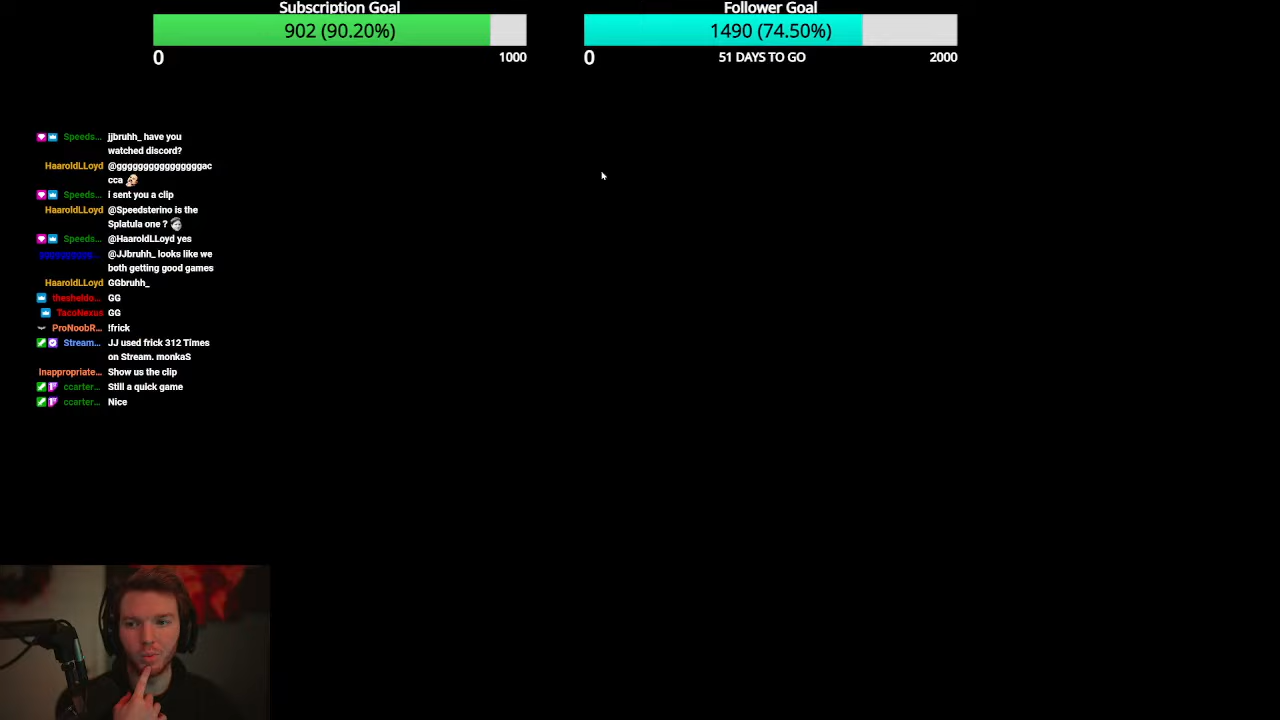 Subscription Goal
902 (90.20%)
0
1000
Follower Goal
1490 (74.50%)
0
51 DAYS TO GO
2000
Speeds... jjbruhh_ have you
watched discord?
HaaroldLLoyd @ggggggggggggggggac
cca
Speeds... i sent you a clip
HaaroldLLoyd @Speedsterino is the
Splatula one ?
Speeds... @HaaroldLLoyd yes
@JJbruhh_ looks like we
both getting good games
HaaroldLLoyd GGbruhh_
thesheldo... GG
TacoNexus GG
ProNoobR... !frick
Stream... JJ used frick 312 Times
on Stream. monkaS
Inappropriate... Show us the clip
ccarter... Still a quick game
ccarter... Nice